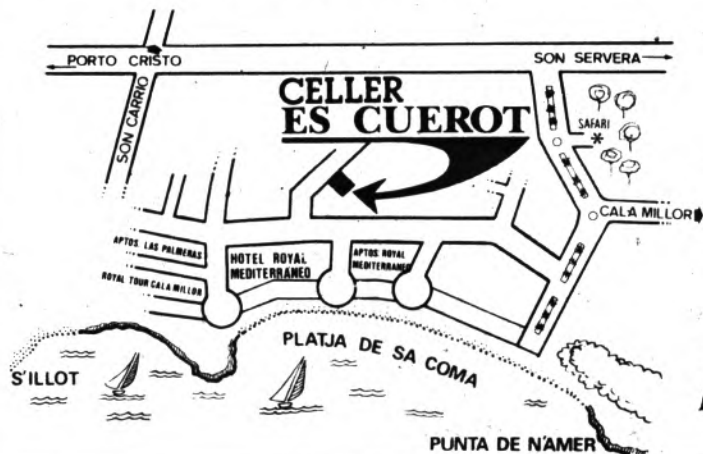 PORTO CRISTO
SON SERVERA
SON CARRIO
CELLER
ES CUEROT
SAFARI
CALA MILLOR
APTOS. LAS PALMERAS
HOTEL ROYAL
MEDITERRANEO
APTOS. ROYAL
MEDITERRANEO
ROYAL TOUR CALA MILLOR
PLATJA DE SA COMA
S'ILLOT
PUNTA DE N'AMER